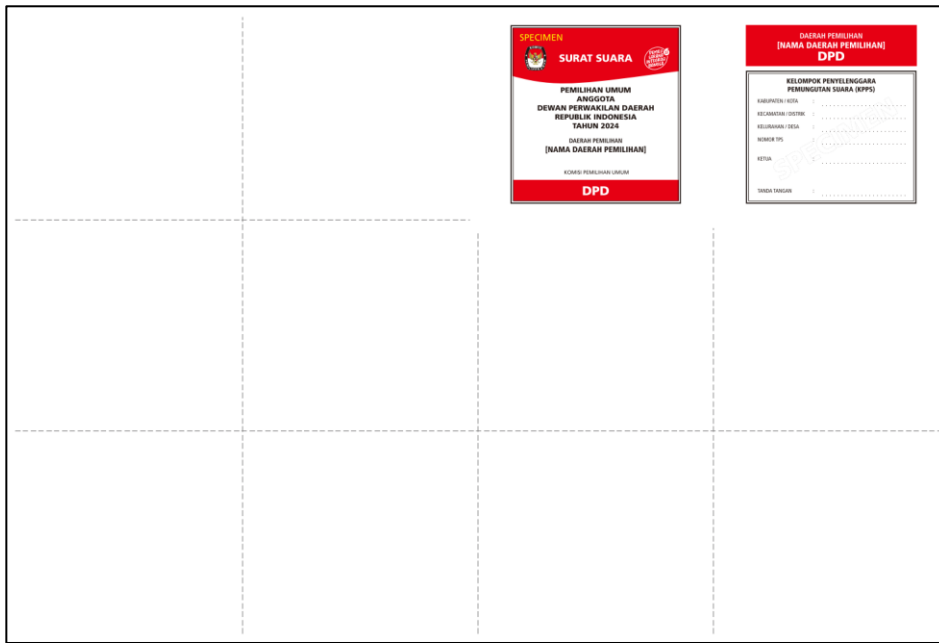 SPECIMEN
SURAT SUARA
PEMILIHAN UMUM
ANGGOTA
DEWAN PERWAKILAN DAERAH
REPUBLIK INDONESIA
TAHUN 2024
DAERAH PEMILIHAN
[NAMA DAERAH PEMILIHAN]
KOMISI PEMILIHAN UMUM
DPD
DAERAH PEMILIHAN
[NAMA DAERAH PEMILIHAN]
DPD
KELOMPOK PENYELENGGARA
PEMUNGUTAN SUARA (KPPS)
KABUPATEN / KOTA :
KECAMATAN / DISTRIK :
KELURAHAN / DESA :
NOMOR TPS :
KETUA :
TANDA TANGAN :
SPECIMEN